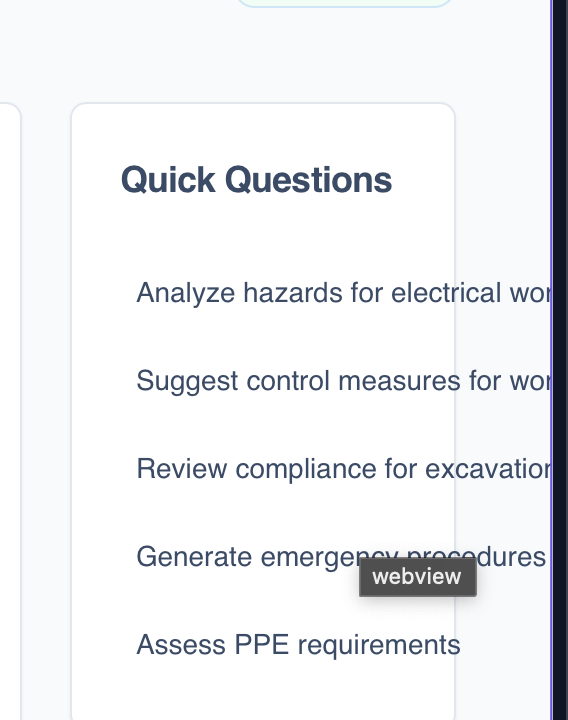 Quick Questions
Analyze hazards for electrical wor
Suggest control measures for wor
Review compliance for excavation
Generate emergency procedures
webview
Assess PPE requirements